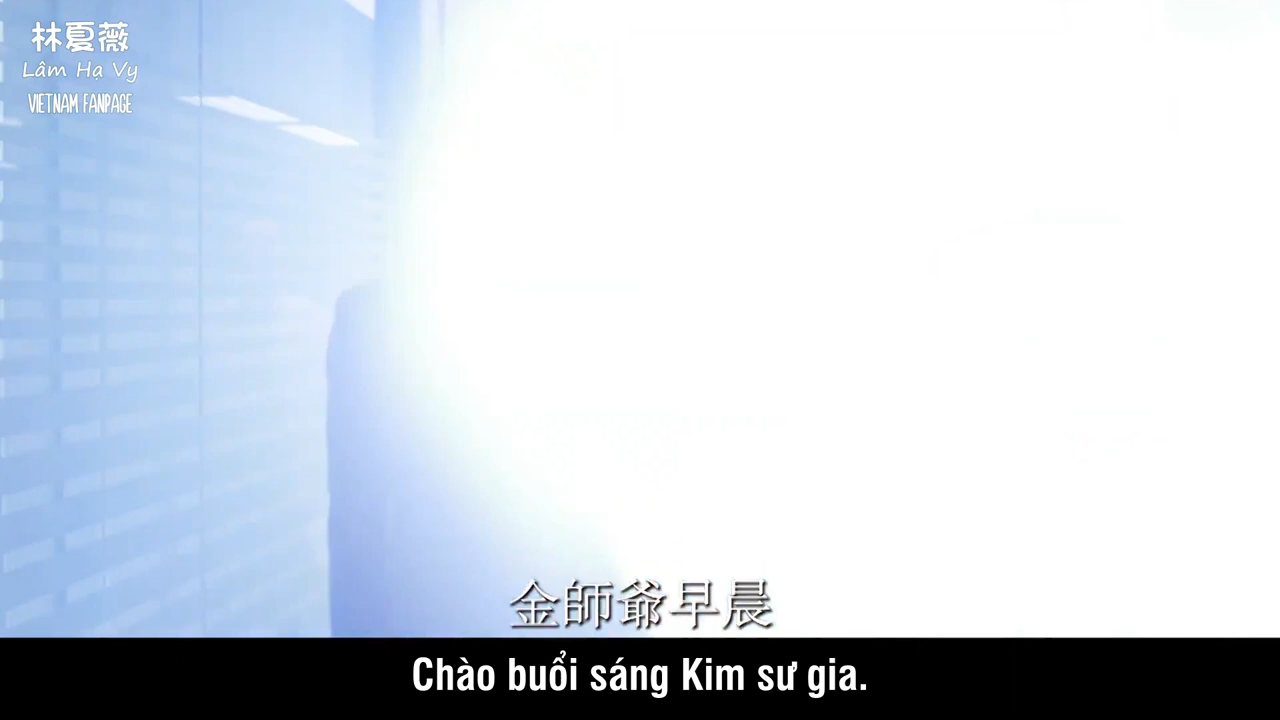 林夏薇
Lâm Hạ Vy
VIETNAM FANPAGE
金師爺早晨
Chào buổi sáng Kim sư gia.